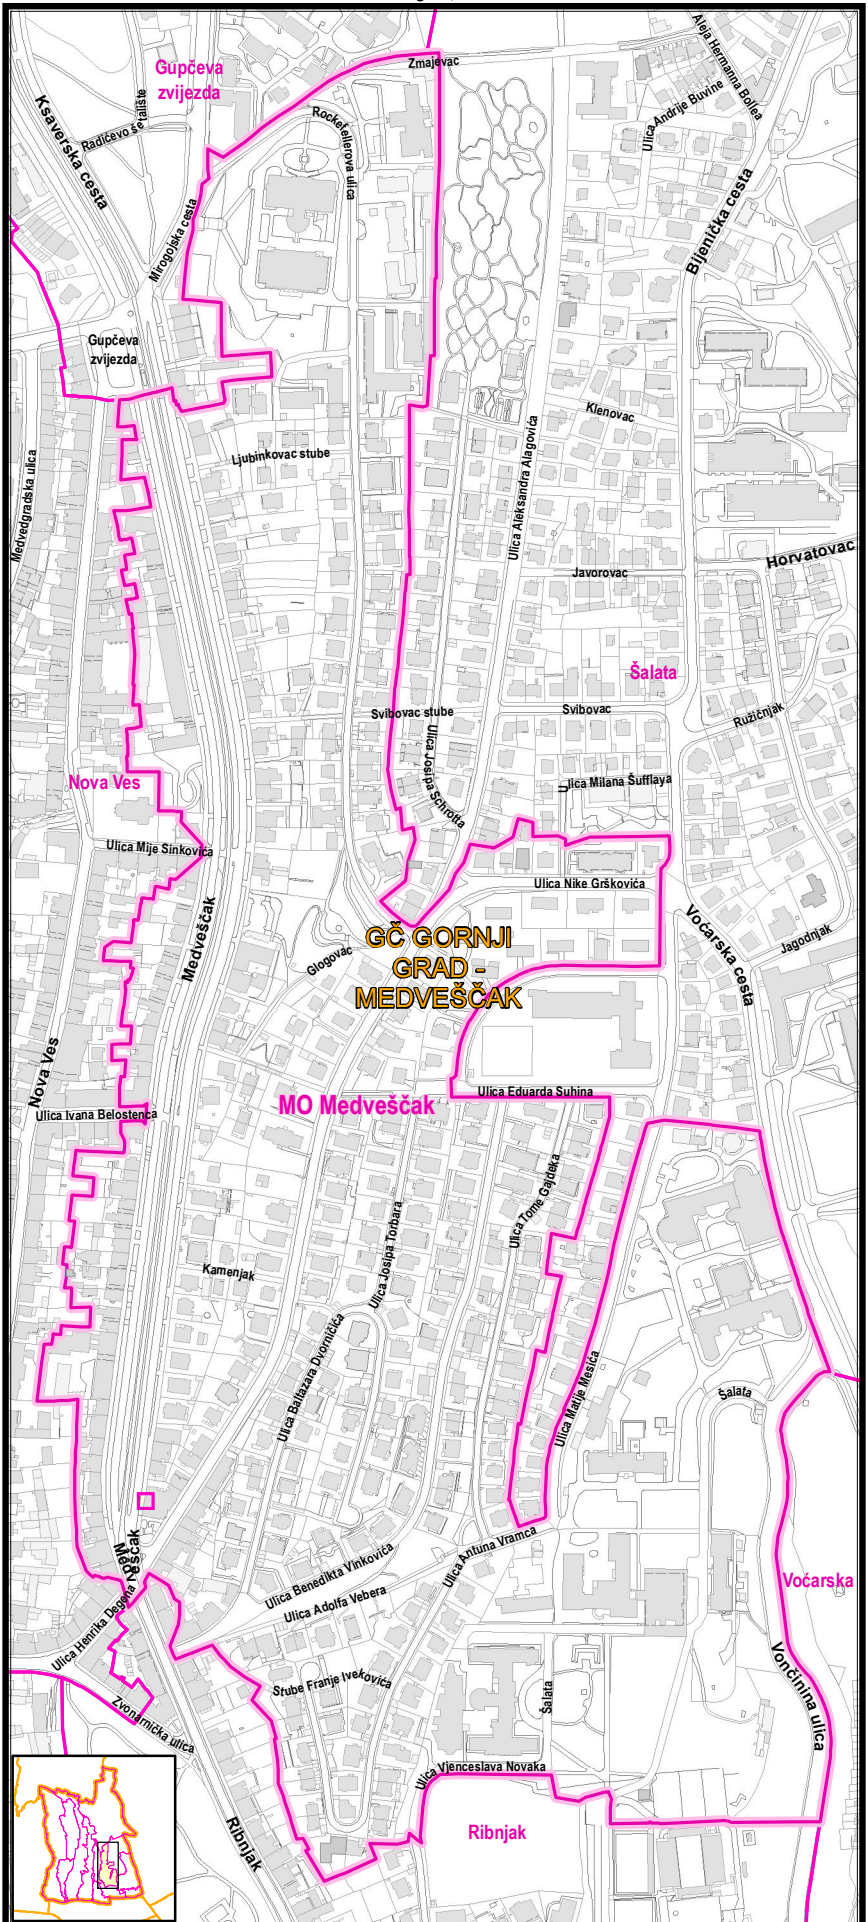 Zmajevac
Aleja Hermanna Bollea
Gupčeva
zvijezda
Ksaverska cesta
Radićevo šetalište
Rockefellerova ulica
Ulica Andrije Buvine
Mirogojska cesta
Bijenička cesta
Gupčeva
zvijezda
Klenovac
Ljubinkovac stube
Medvedgradska ulica
Ulica Aleksandra Alagovića
Horvatovac
Javorovac
Šalata
Svibovac stube
Svibovac
Ružičnjak
Ulica Josipa Schrotta
Nova Ves
Ulica Milana Šufflaya
Ulica Mije Sinkovića
Ulica Nike Grškovića
Medveščak
Voćarska cesta
Jagodnjak
GČ GORNJI
GRAD -
MEDVEŠČAK
Glogovac
Nova Ves
Ulica Eduarda Suhina
MO Medveščak
Ulica Ivana Belostenca
Ulica Tome Gajdeka
Ulica Josipa Torbara
Kamenjak
Ulica Baltazara Dvorničića
Ulica Matije Mesića
Šalata
Medveščak
Ulica Antuna Vramca
Ulica Benedikta Vinkovića
Ulica Adolfa Vebera
Voćarska
Ulica Henrika Degena
Stube Franje Ivekovića
Šalata
Vončinina ulica
Zvonarnička ulica
Ulica Vjenceslava Novaka
Ribnjak
Ribnjak